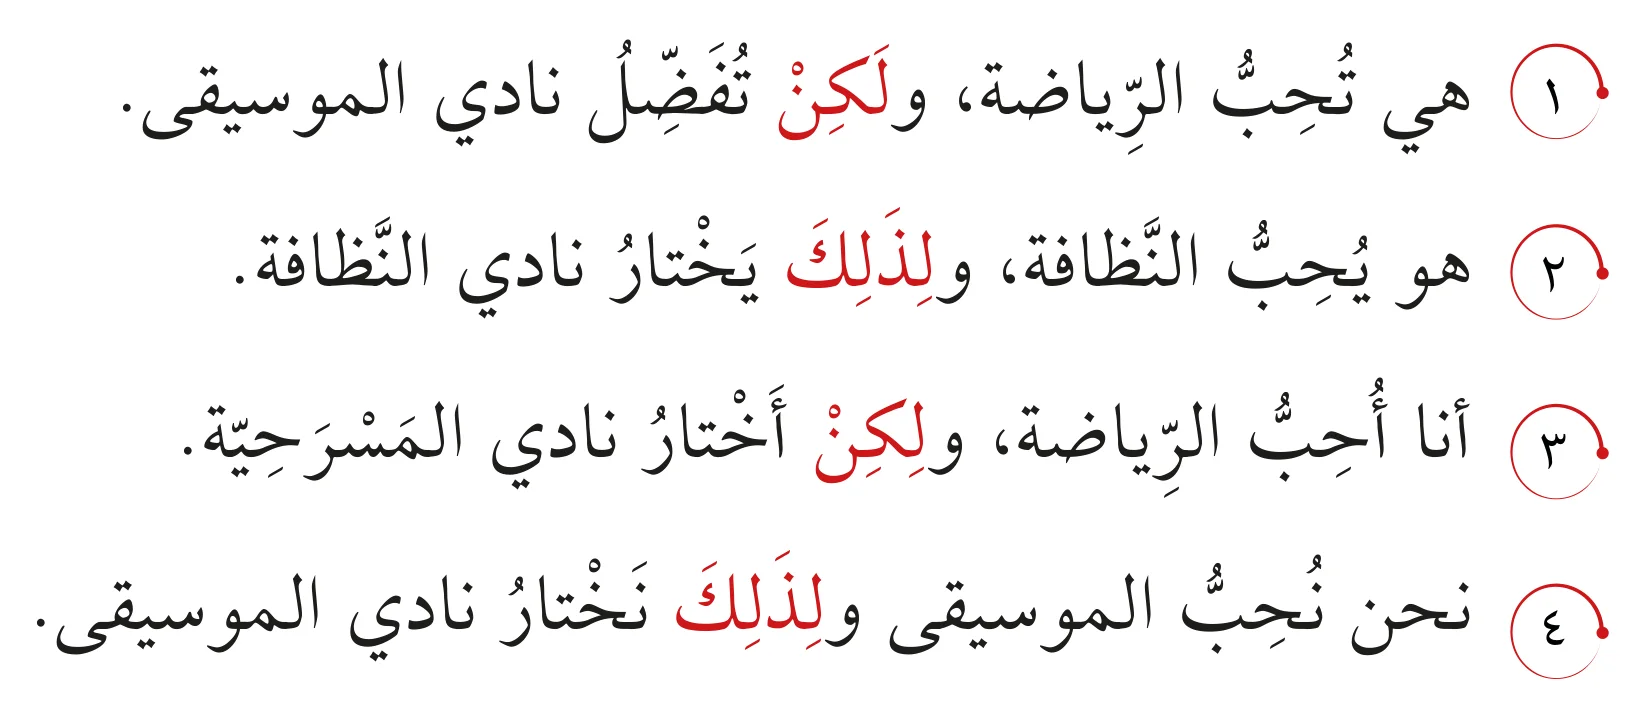 ١ هي تُحِبُّ الرِّياضة، ولَكِنْ تُفَضِّلُ نادي الموسيقى.
٢ هو يُحِبُّ النَّظافة، ولِذَلِكَ يَخْتارُ نادي النَّظافة.
٣ أنا أُحِبُّ الرِّياضة، ولِكِنْ أَخْتارُ نادي المَسْرَحِيّة.
٤ نحن نُحِبُّ الموسيقى ولِذَلِكَ نَخْتارُ نادي الموسيقى.